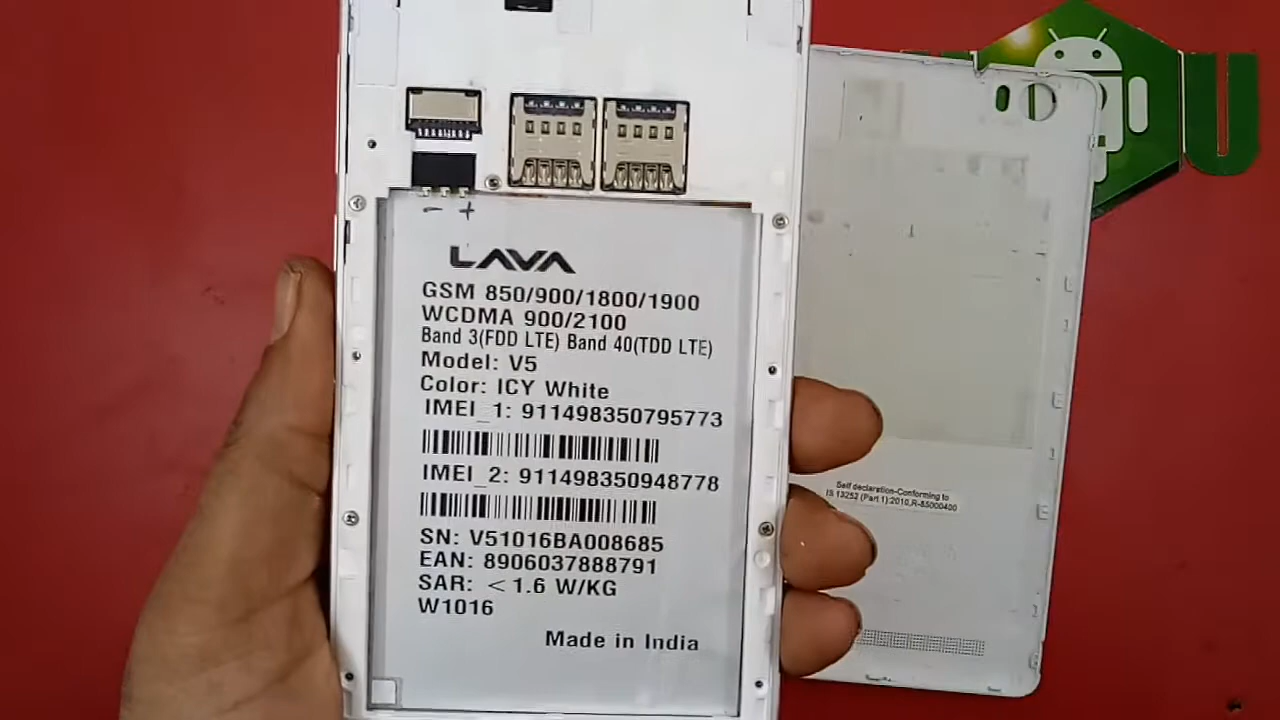 LAVA
GSM 850/900/1800/1900
WCDMA 900/2100
Band 3(FDD LTE) Band 40(TDD LTE)
Model: V5
Color: ICY White
IMEI_1: 911498350795773
IMEI_2: 911498350948778
SN: V51016BA008685
EAN: 8906037888791
SAR: < 1.6 W/KG
W1016
Made in India
- +
Self declaration-Conforming to
IS 13252 (Part 1):2010,R-85000400
U